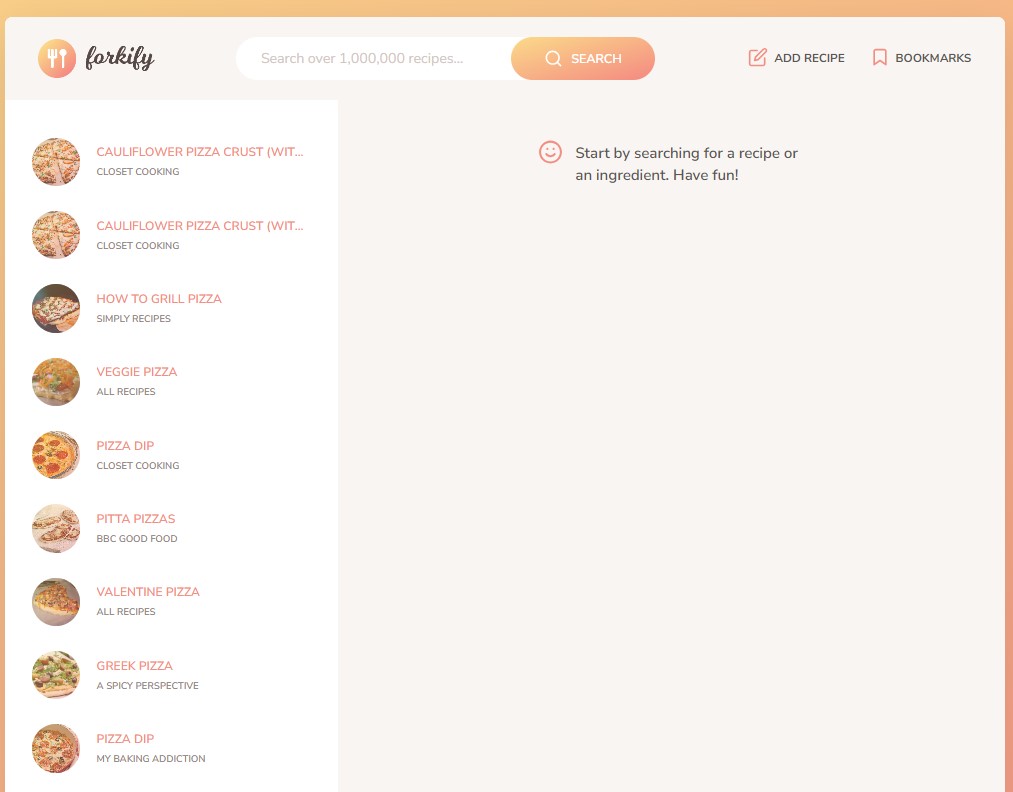 forkify
Search over 1,000,000 recipes...
SEARCH
ADD RECIPE
BOOKMARKS
CAULIFLOWER PIZZA CRUST (WIT...
CLOSET COOKING
CAULIFLOWER PIZZA CRUST (WIT...
CLOSET COOKING
HOW TO GRILL PIZZA
SIMPLY RECIPES
VEGGIE PIZZA
ALL RECIPES
PIZZA DIP
CLOSET COOKING
PITTA PIZZAS
BBC GOOD FOOD
VALENTINE PIZZA
ALL RECIPES
GREEK PIZZA
A SPICY PERSPECTIVE
PIZZA DIP
MY BAKING ADDICTION
Start by searching for a recipe or
an ingredient. Have fun!